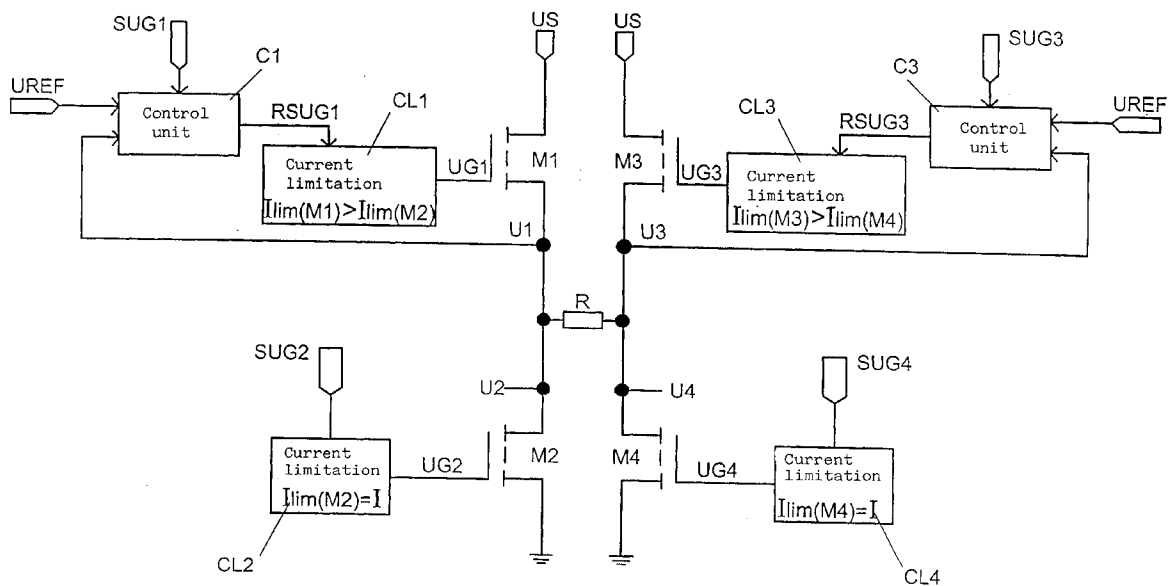 SUG1
US
US
SUG3
C1
C3
UREF
UREF
Control
unit
RSUG1
CL1
CL3
RSUG3
Control
unit
Current
limitation
Ilim(M1)>Ilim(M2)
UG1
M1
M3
UG3
Current
limitation
Ilim(M3)>Ilim(M4)
U1
U3
R
SUG2
SUG4
U2
U4
Current
limitation
Ilim(M2)=I
UG2
M2
M4
UG4
Current
limitation
Ilim(M4)=I
CL2
CL4